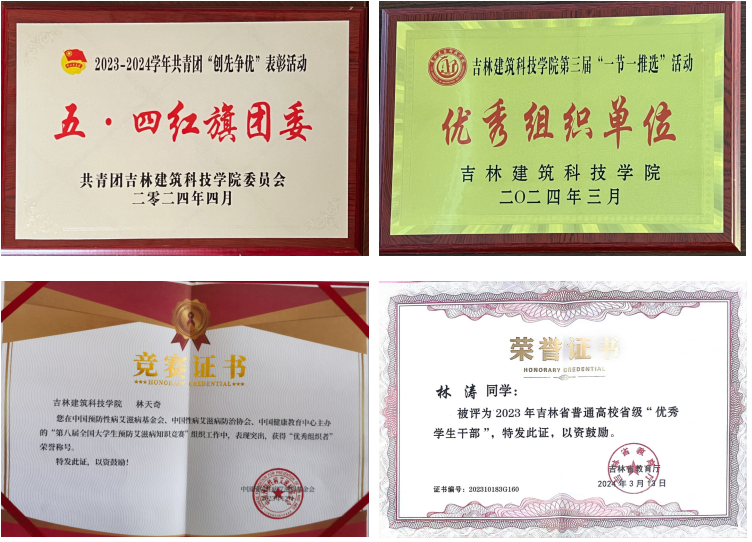 2023-2024学年共青团“创先争优”表彰活动
五·四红旗团委
共青团吉林建筑科技学院委员会
二零二四年四月
吉林建筑科技学院第三届“一节一推选”活动
优秀组织单位
吉林建筑科技学院
二〇二四年三月
竞赛证书
HONORARY CREDENTIAL
吉林建筑科技学院 林天奇
您在中国预防性病艾滋病基金会、中国性病艾滋病防治协会、中国健康教育中心主办
的“第八届全国大学生预防艾滋病知识竞赛”组织工作中，表现突出，获得“优秀组织者”
荣誉称号。
特发此证，以资鼓励！
荣誉证书
HONORARY CREDENTIAL
林涛 同学：
被评为2023年吉林省普通高校省级“优秀
学生干部”，特发此证，以资鼓励。
吉林省教育厅
2024年3月13日
证书编号：202310183G160